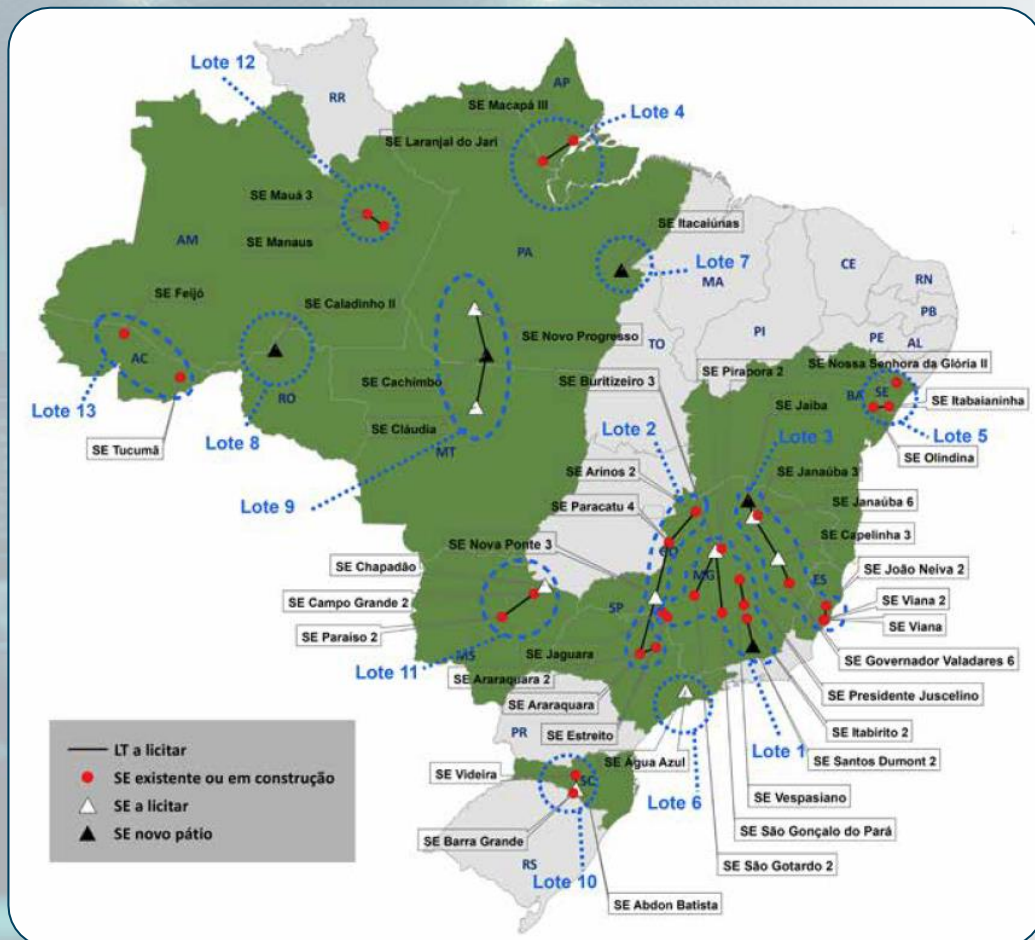 Lote 12
RR
AP
SE Macapá III
Lote 4
SE Laranjal do Jari
SE Mauá 3
SE Itacaiúnas
AM
SE Manaus
PA
Lote 7
CE
MA
RN
SE Feijó
SE Caladinho II
PB
SE Novo Progresso
PI
PE
TO
AL
AC
SE Pirapora 2
SE Nossa Senhora da Glória II
SE Cachimbo
SE Buritizeiro 3
BA
SE
SE Itabaianinha
Lote 13
RO
SE Jaíba
Lote 8
SE Cláudia
Lote 2
Lote 3
Lote 5
SE Tucumã
MT
SE Olindina
SE Arinos 2
SE Janaúba 3
Lote 9
SE Paracatu 4
SE Janaúba 6
SE Capelinha 3
SE Nova Ponte 3
GO
SE Chapadão
MG
ES
SE João Neiva 2
SE Campo Grande 2
SP
SE Viana 2
SE Viana
SE Paraiso 2
MS
SE Jaguara
SE Governador Valadares 6
Lote 11
SE Araraquara 2
SE Presidente Juscelino
SE Araraquara
SE Itabirito 2
PR
SE Estreito
Lote 1
LT a licitar
SE Água Azul
SE Santos Dumont 2
SE existente ou em construção
SE Videira
SC
SE Vespasiano
SE a licitar
Lote 6
SE São Gonçalo do Pará
SE novo pátio
SE Barra Grande
RS
Lote 10
SE São Gotardo 2
SE Abdon Batista